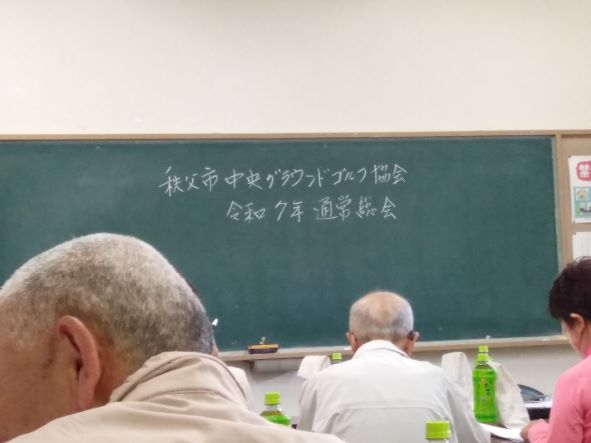 秩父市中央グラウンドゴルフ協会
令和7年 通常総会